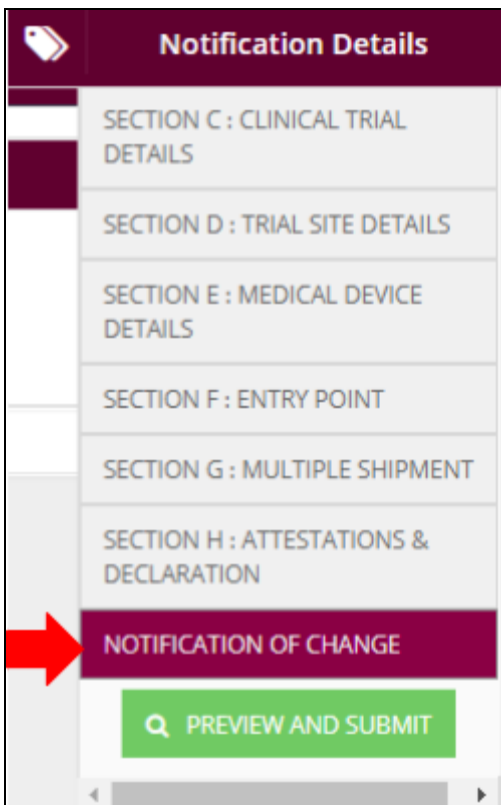 Notification Details
SECTION C : CLINICAL TRIAL
DETAILS
SECTION D : TRIAL SITE DETAILS
SECTION E : MEDICAL DEVICE
DETAILS
SECTION F : ENTRY POINT
SECTION G : MULTIPLE SHIPMENT
SECTION H : ATTESTATIONS &
DECLARATION
NOTIFICATION OF CHANGE
PREVIEW AND SUBMIT